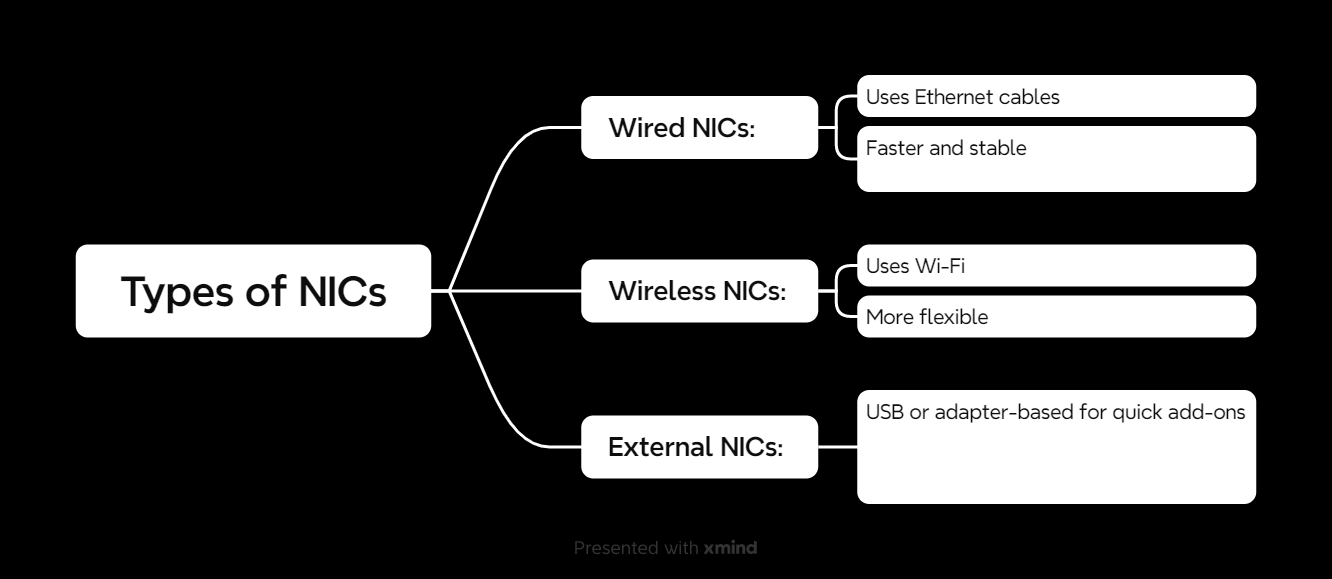 Types of NICs
Wired NICs:
Uses Ethernet cables
Faster and stable
Wireless NICs:
Uses Wi-Fi
More flexible
External NICs:
USB or adapter-based for quick add-ons
Presented with xmind